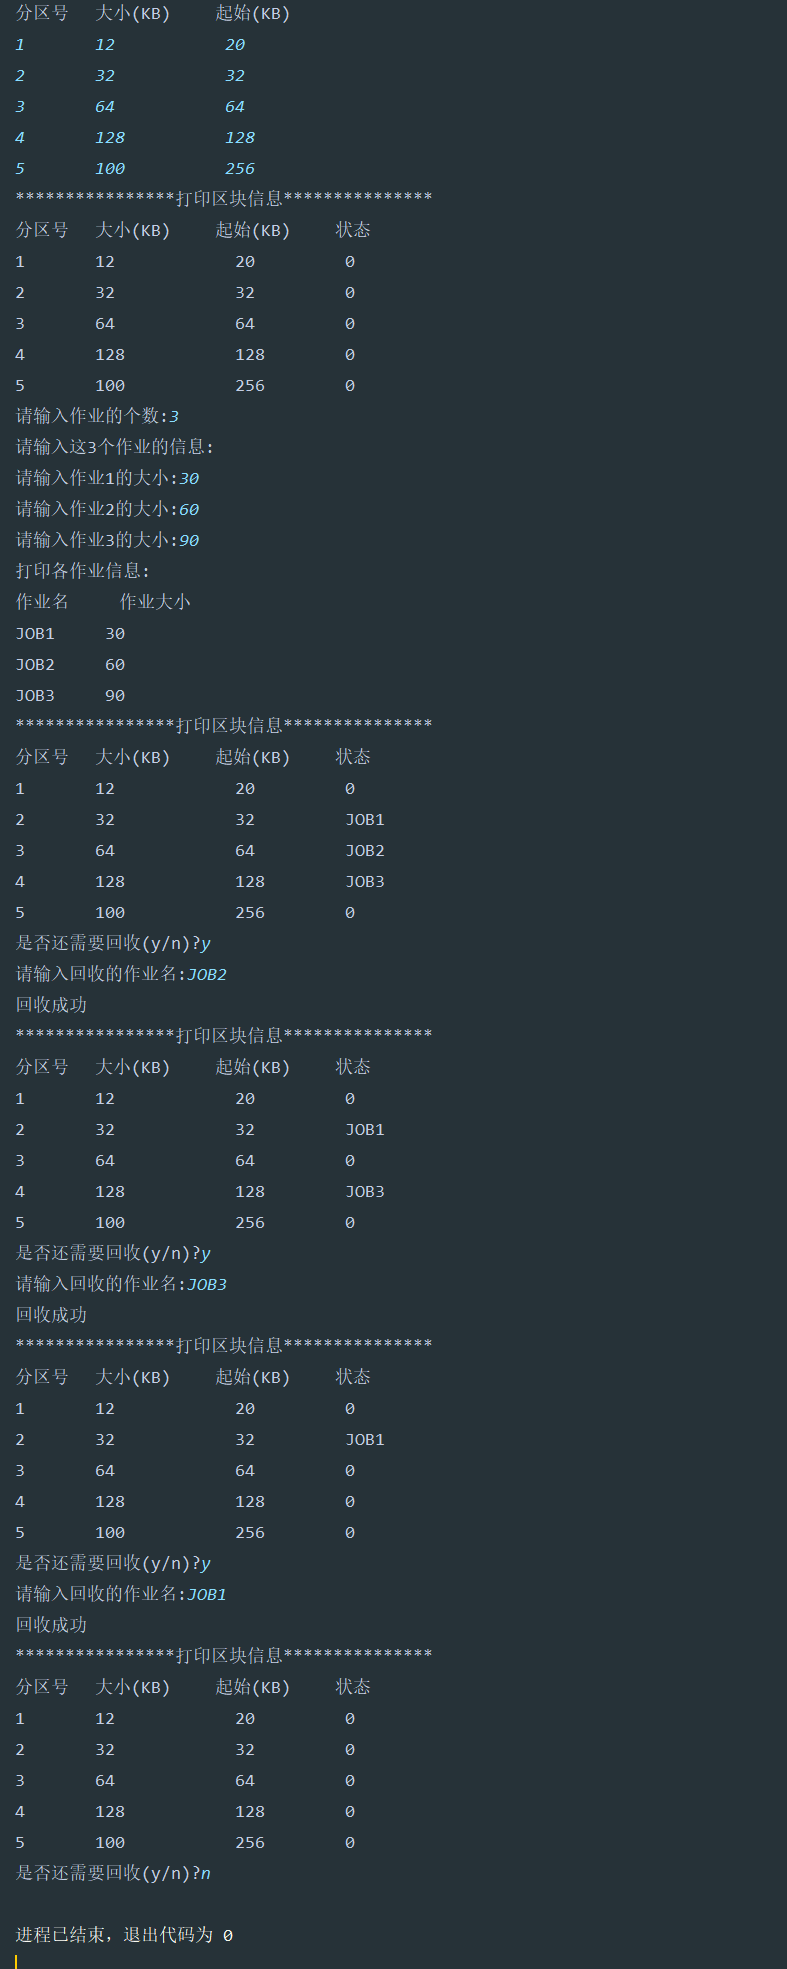 分区号 大小(KB) 起始(KB)
1 12 20
2 32 32
3 64 64
4 128 128
5 100 256
****************打印区块信息***************
分区号 大小(KB) 起始(KB) 状态
1 12 20 0
2 32 32 0
3 64 64 0
4 128 128 0
5 100 256 0
请输入作业的个数:3
请输入这3个作业的信息:
请输入作业1的大小:30
请输入作业2的大小:60
请输入作业3的大小:90
打印各作业信息:
作业名 作业大小
JOB1 30
JOB2 60
JOB3 90
****************打印区块信息***************
分区号 大小(KB) 起始(KB) 状态
1 12 20 0
2 32 32 JOB1
3 64 64 JOB2
4 128 128 JOB3
5 100 256 0
是否还需要回收(y/n)?y
请输入回收的作业名:JOB2
回收成功
****************打印区块信息***************
分区号 大小(KB) 起始(KB) 状态
1 12 20 0
2 32 32 JOB1
3 64 64 0
4 128 128 JOB3
5 100 256 0
是否还需要回收(y/n)?y
请输入回收的作业名:JOB3
回收成功
****************打印区块信息***************
分区号 大小(KB) 起始(KB) 状态
1 12 20 0
2 32 32 JOB1
3 64 64 0
4 128 128 0
5 100 256 0
是否还需要回收(y/n)?y
请输入回收的作业名:JOB1
回收成功
****************打印区块信息***************
分区号 大小(KB) 起始(KB) 状态
1 12 20 0
2 32 32 0
3 64 64 0
4 128 128 0
5 100 256 0
是否还需要回收(y/n)?n
进程已结束，退出代码为 0